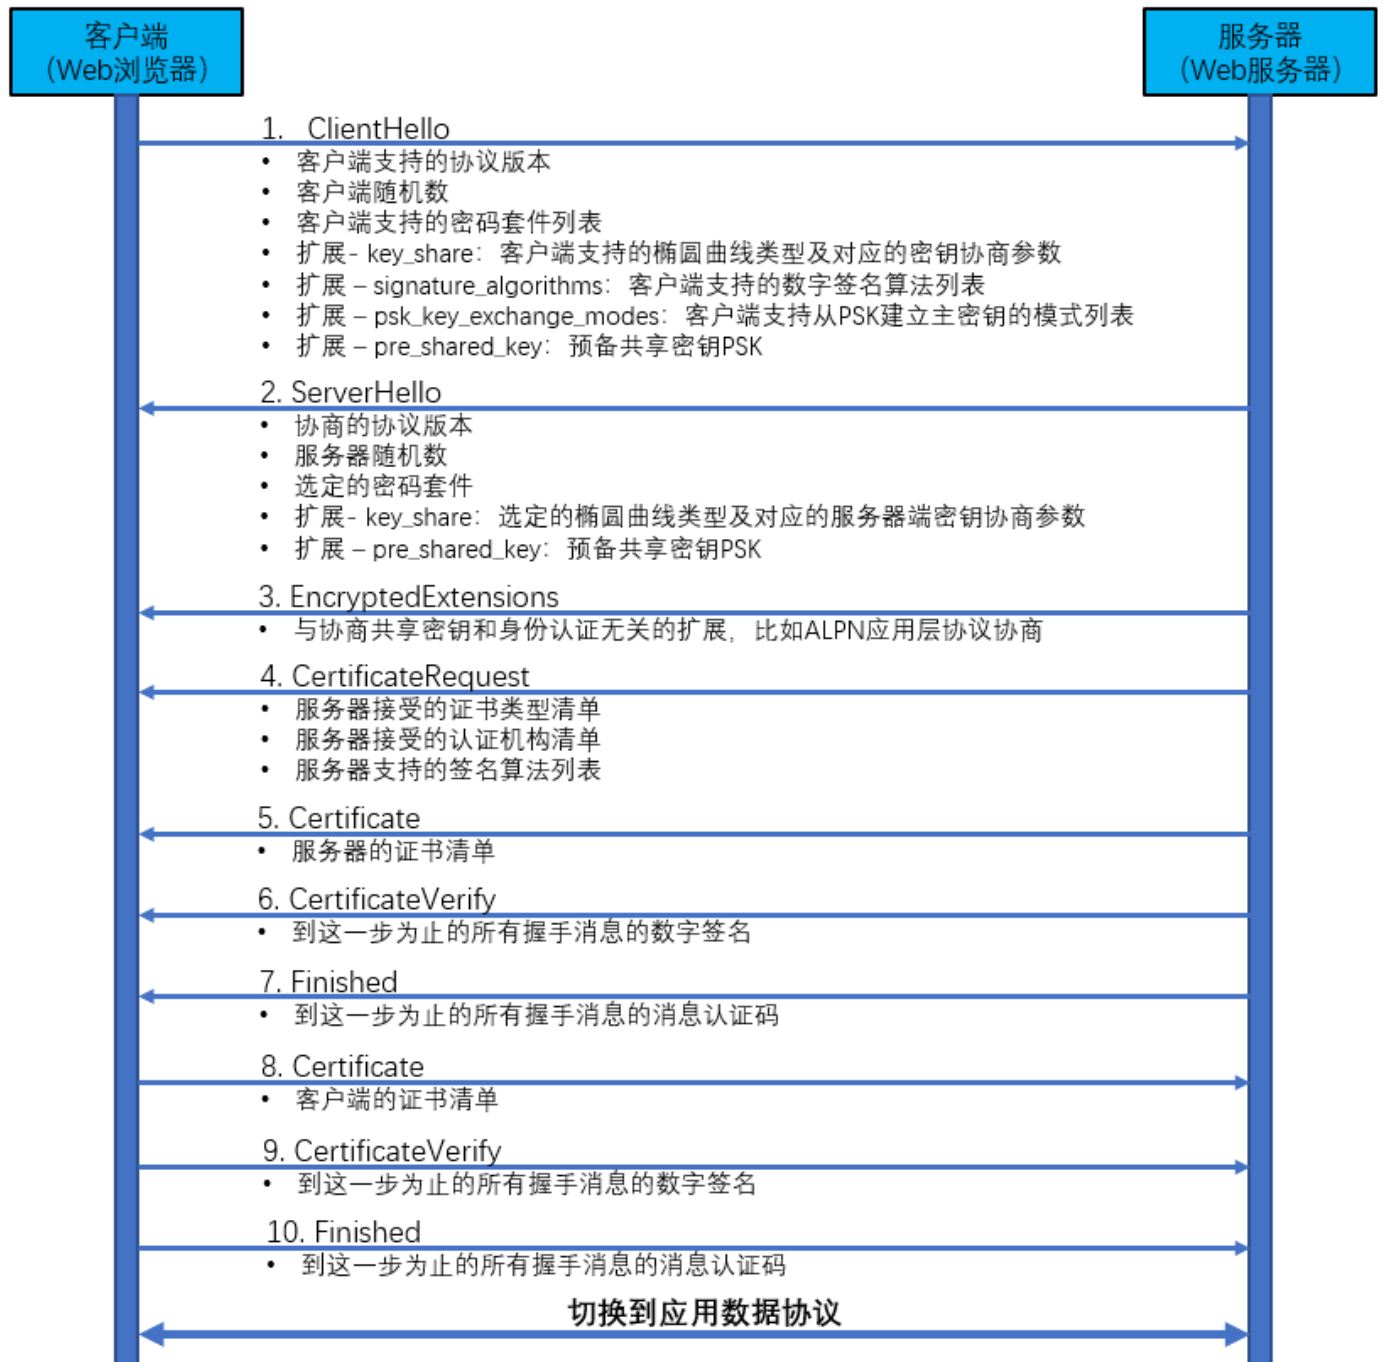 客户端
（Web浏览器）
服务器
（Web服务器）
1. ClientHello
• 客户端支持的协议版本
• 客户端随机数
• 客户端支持的密码套件列表
• 扩展- key_share：客户端支持的椭圆曲线类型及对应的密钥协商参数
• 扩展 – signature_algorithms：客户端支持的数字签名算法列表
• 扩展 – psk_key_exchange_modes：客户端支持从PSK建立主密钥的模式列表
• 扩展 – pre_shared_key：预备共享密钥PSK
2. ServerHello
• 协商的协议版本
• 服务器随机数
• 选定的密码套件
• 扩展- key_share：选定的椭圆曲线类型及对应的服务器端密钥协商参数
• 扩展 – pre_shared_key：预备共享密钥PSK
3. EncryptedExtensions
• 与协商共享密钥和身份认证无关的扩展，比如ALPN应用层协议协商
4. CertificateRequest
• 服务器接受的证书类型清单
• 服务器接受的认证机构清单
• 服务器支持的签名算法列表
5. Certificate
• 服务器的证书清单
6. CertificateVerify
• 到这一步为止的所有握手消息的数字签名
7. Finished
• 到这一步为止的所有握手消息的消息认证码
8. Certificate
• 客户端的证书清单
9. CertificateVerify
• 到这一步为止的所有握手消息的数字签名
10. Finished
• 到这一步为止的所有握手消息的消息认证码
切换到应用数据协议